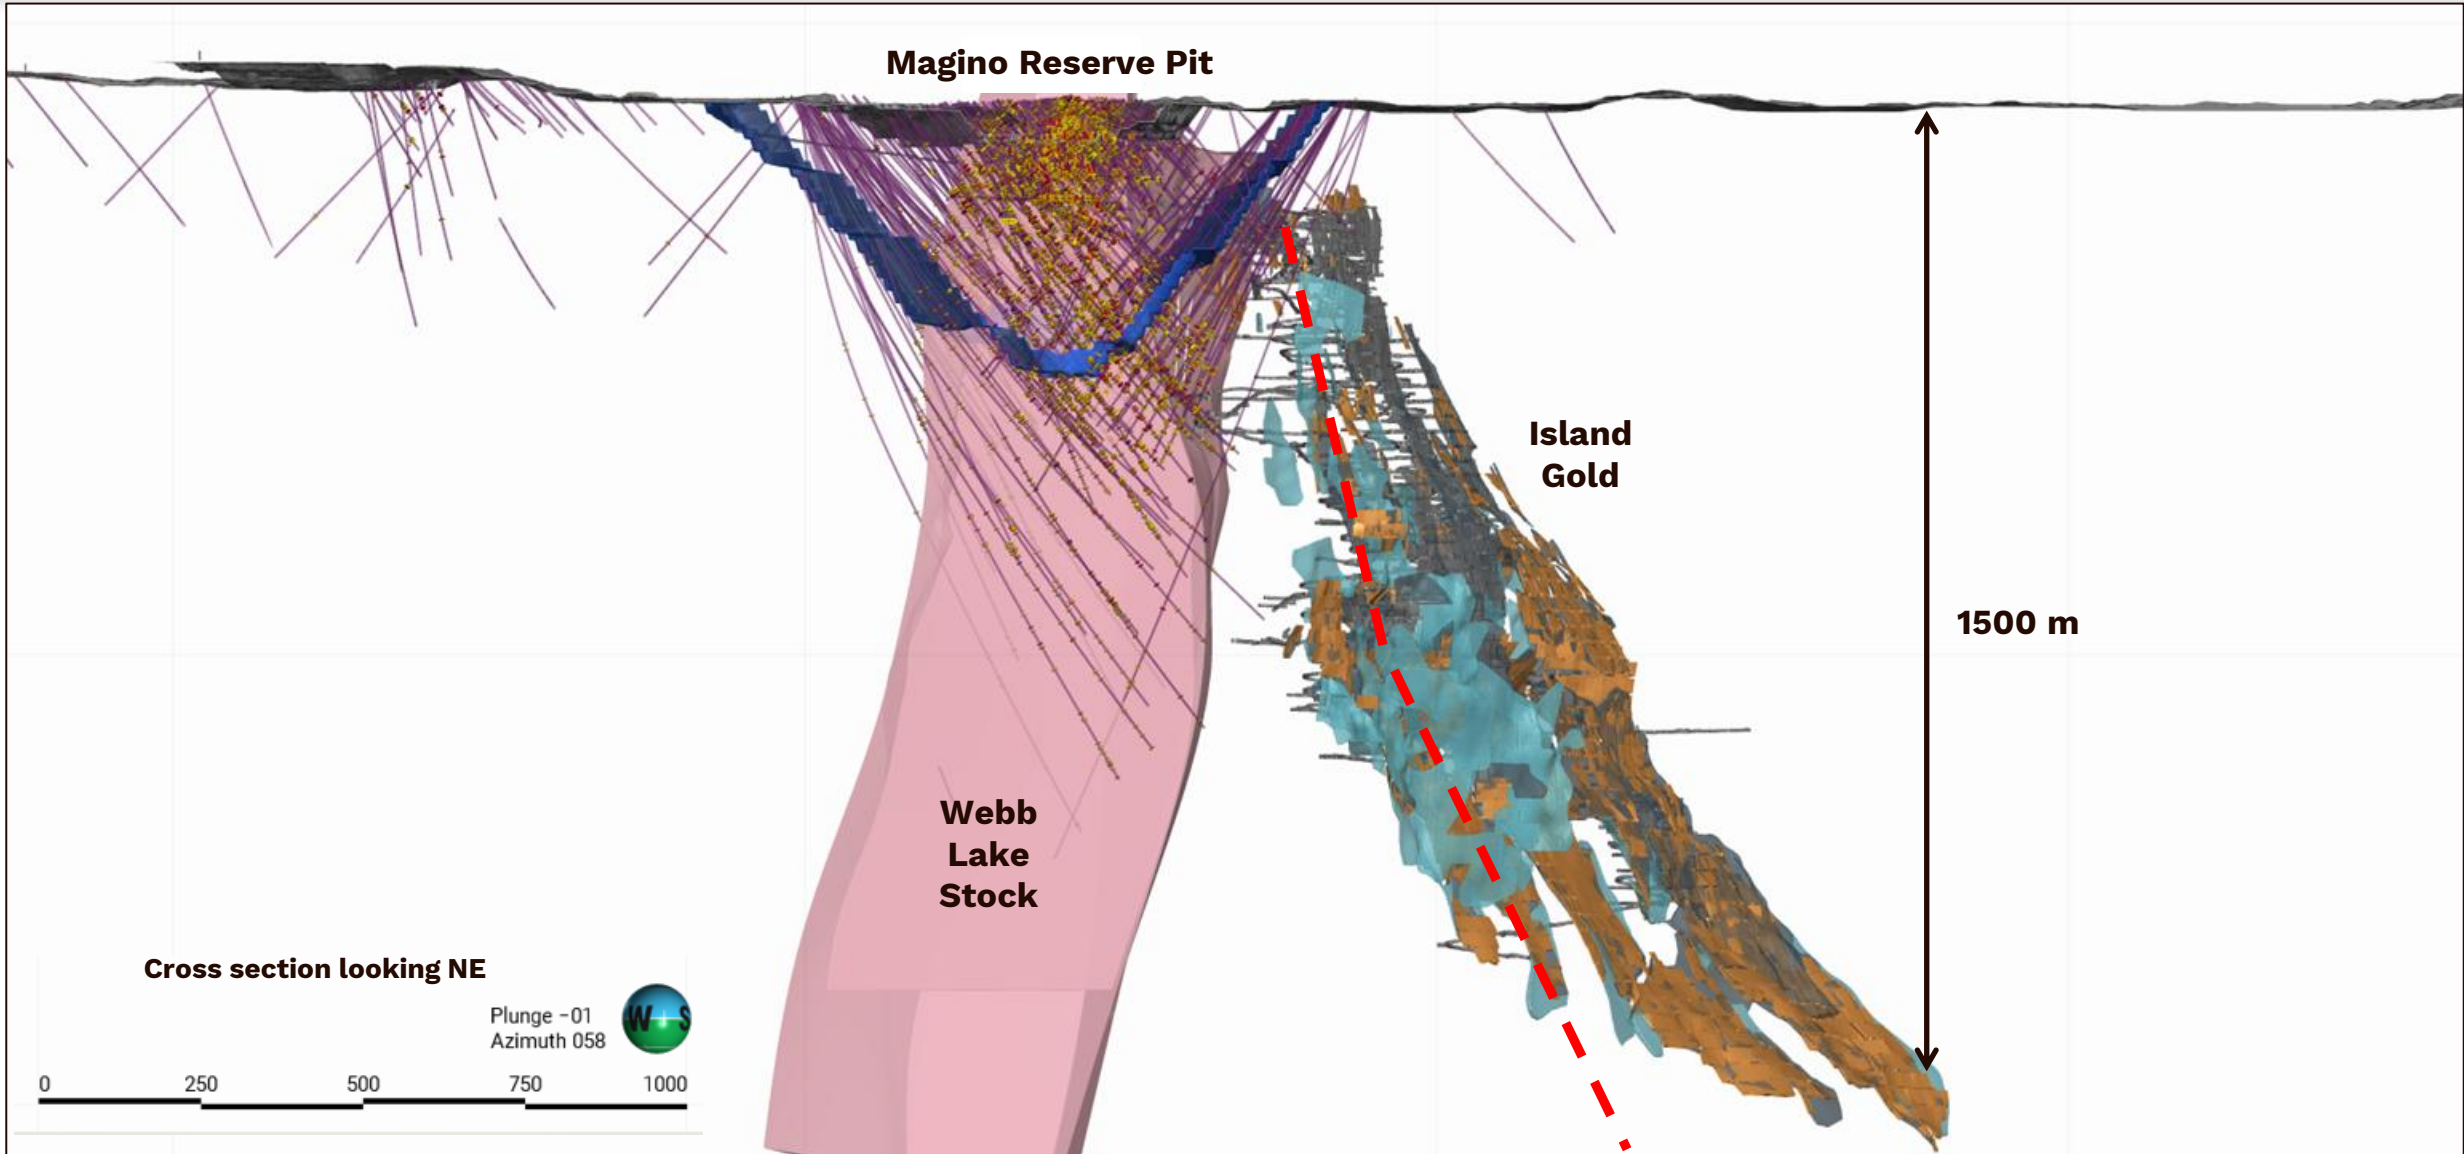 Magino Reserve Pit
Island
Gold
1500 m
Webb
Lake
Stock
Cross section looking NE
Plunge -01
Azimuth 058
W S
0 250 500 750 1000